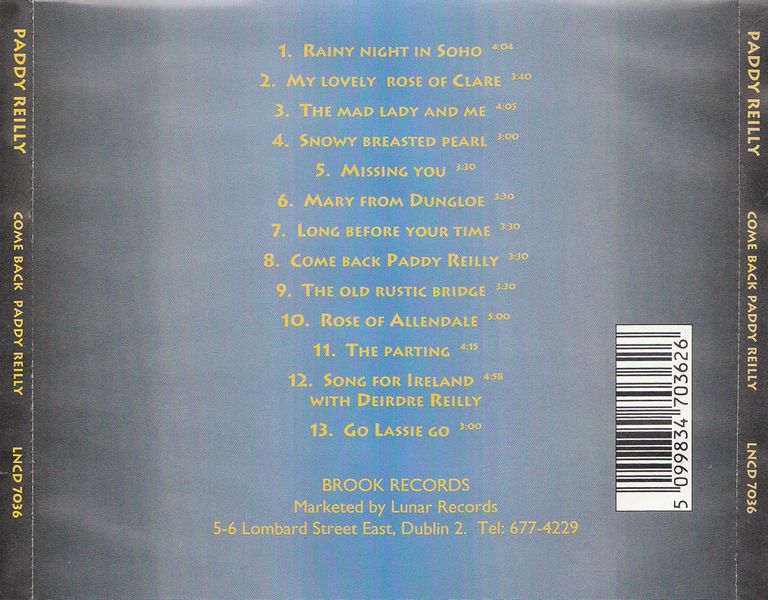 PADDY REILLY COME BACK PADDY REILLY LNCD 7036
1. RAINY NIGHT IN SOHO 4:04
2. MY LOVELY ROSE OF CLARE 3:40
3. THE MAD LADY AND ME 4:05
4. SNOWY BREASTED PEARL 3:00
5. MISSING YOU 3:30
6. MARY FROM DUNGLOE 3:30
7. LONG BEFORE YOUR TIME 3:30
8. COME BACK PADDY REILLY 3:30
9. THE OLD RUSTIC BRIDGE 3:30
10. ROSE OF ALLENDALE 5:00
11. THE PARTING 4:15
12. SONG FOR IRELAND 4:58
WITH DEIRDRE REILLY
13. GO LASSIE GO 3:00
BROOK RECORDS
Marketed by Lunar Records
5-6 Lombard Street East, Dublin 2. Tel: 677-4229
5 099834 703626
PADDY REILLY COME BACK PADDY REILLY LNCD 7036